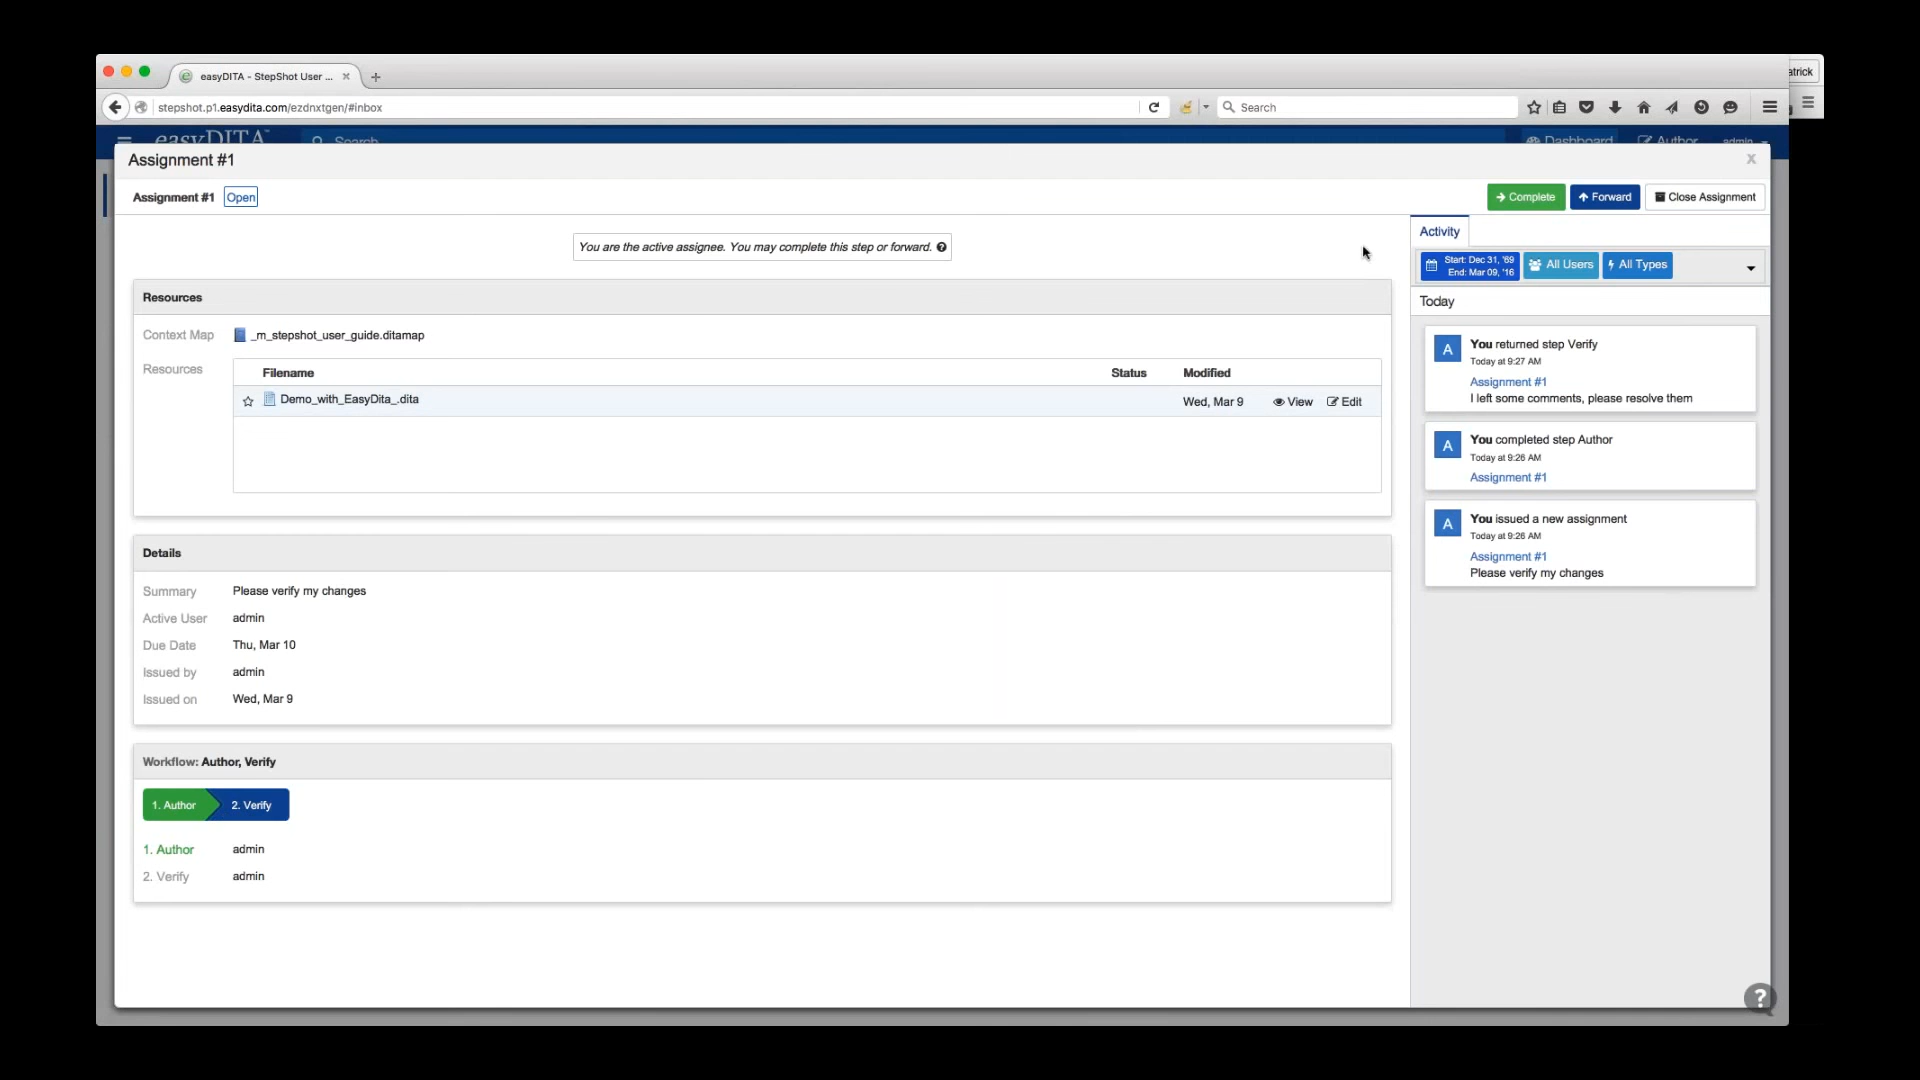 easyDITA - StepShot User ...
atrick
stepshot.p1.easydita.com/ezdnxtgen/#inbox
Search
easyDITA
Search
Dashboard
Author
admin
Assignment #1
X
Assignment #1
Open
Complete
Forward
Close Assignment
You are the active assignee. You may complete this step or forward.
Resources
Context Map
_m_stepshot_user_guide.ditamap
Resources
Filename
Status
Modified
Demo_with_EasyDita_.dita
Wed, Mar 9
View
Edit
Details
Summary
Please verify my changes
Active User
admin
Due Date
Thu, Mar 10
Issued by
admin
Issued on
Wed, Mar 9
Workflow: Author, Verify
1. Author
2. Verify
1. Author
admin
2. Verify
admin
Activity
Start: Dec 31, '69
End: Mar 09, '16
All Users
All Types
Today
A
You returned step Verify
Today at 9:27 AM
Assignment #1
I left some comments, please resolve them
A
You completed step Author
Today at 9:26 AM
Assignment #1
A
You issued a new assignment
Today at 9:26 AM
Assignment #1
Please verify my changes
?